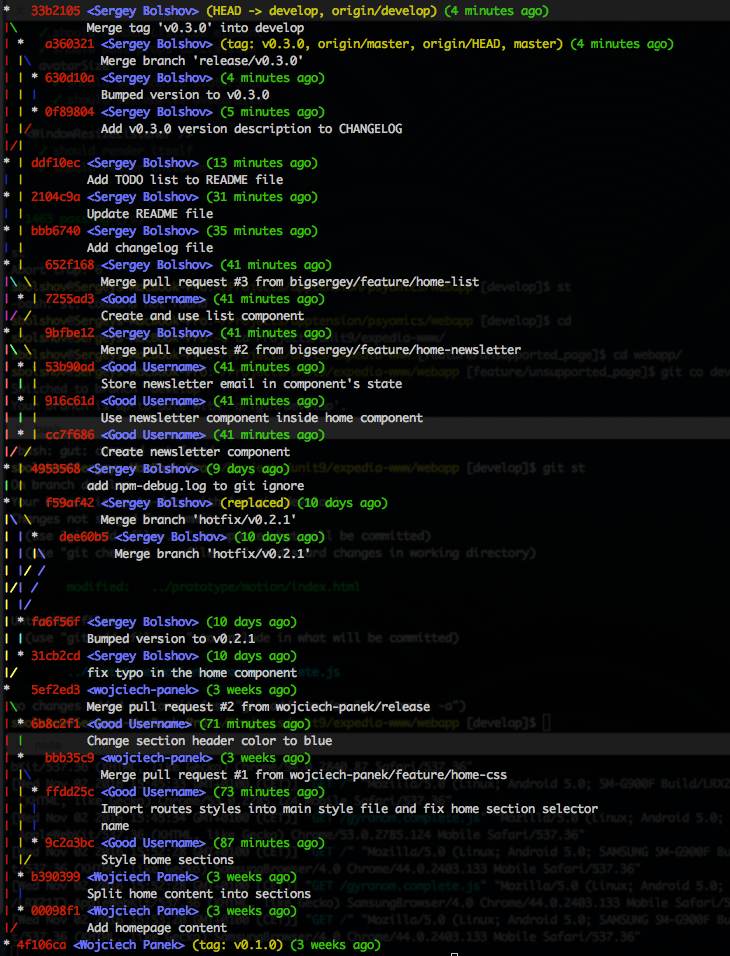 * 33b2105 <Sergey Bolshov> (HEAD -> develop, origin/develop) (4 minutes ago)
|\ Merge tag 'v0.3.0' into develop
| * a360321 <Sergey Bolshov> (tag: v0.3.0, origin/master, origin/HEAD, master) (4 minutes ago)
| |\ Merge branch 'release/v0.3.0'
| | * 630d10a <Sergey Bolshov> (4 minutes ago)
| | | Bumped version to v0.3.0
| | * 0f89804 <Sergey Bolshov> (5 minutes ago)
| |/ Add v0.3.0 version description to CHANGELOG
|/|
* | ddf10ec <Sergey Bolshov> (13 minutes ago)
| | Add TODO list to README file
* | 2104c9a <Sergey Bolshov> (31 minutes ago)
| | Update README file
* | bbb6740 <Sergey Bolshov> (35 minutes ago)
| | Add changelog file
* | 652f168 <Sergey Bolshov> (41 minutes ago)
|\ \ Merge pull request #3 from bigsergey/feature/home-list
| * | 7255ad3 <Good Username> (41 minutes ago)
|/ / Create and use list component
* | 9bfbe12 <Sergey Bolshov> (41 minutes ago)
|\ \ Merge pull request #2 from bigsergey/feature/home-newsletter
| * | 53b90ad <Good Username> (41 minutes ago)
| | | Store newsletter email in component's state
| * | 916c61d <Good Username> (41 minutes ago)
| | | Use newsletter component inside home component
| * | cc7f686 <Good Username> (41 minutes ago)
|/ / Create newsletter component
* | 4953568 <Sergey Bolshov> (9 days ago)
| | add npm-debug.log to git ignore
* | f59af42 <Sergey Bolshov> (replaced) (10 days ago)
|\ \ Merge branch 'hotfix/v0.2.1'
| | * dee60b5 <Sergey Bolshov> (10 days ago)
| | |\ Merge branch 'hotfix/v0.2.1'
| |/ /
|/| /
| |/
| * fa6f56f <Sergey Bolshov> (10 days ago)
| | Bumped version to v0.2.1
| * 31cb2cd <Sergey Bolshov> (10 days ago)
|/ fix typo in the home component
* 5ef2ed3 <wojciech-panek> (3 weeks ago)
|\ Merge pull request #2 from wojciech-panek/release
| * 6b8c2f1 <Good Username> (71 minutes ago)
| | Change section header color to blue
| * bbb35c9 <wojciech-panek> (3 weeks ago)
| |\ Merge pull request #1 from wojciech-panek/feature/home-css
| | * ffdd25c <Good Username> (73 minutes ago)
| | | Import routes styles into main style file and fix home section selector
| | | name
| | * 9c2a3bc <Good Username> (87 minutes ago)
| |/ Style home sections
| * b390399 <Wojciech Panek> (3 weeks ago)
| | Split home content into sections
| * 00098f1 <Wojciech Panek> (3 weeks ago)
|/ Add homepage content
* 4f106ca <Wojciech Panek> (tag: v0.1.0) (3 weeks ago)